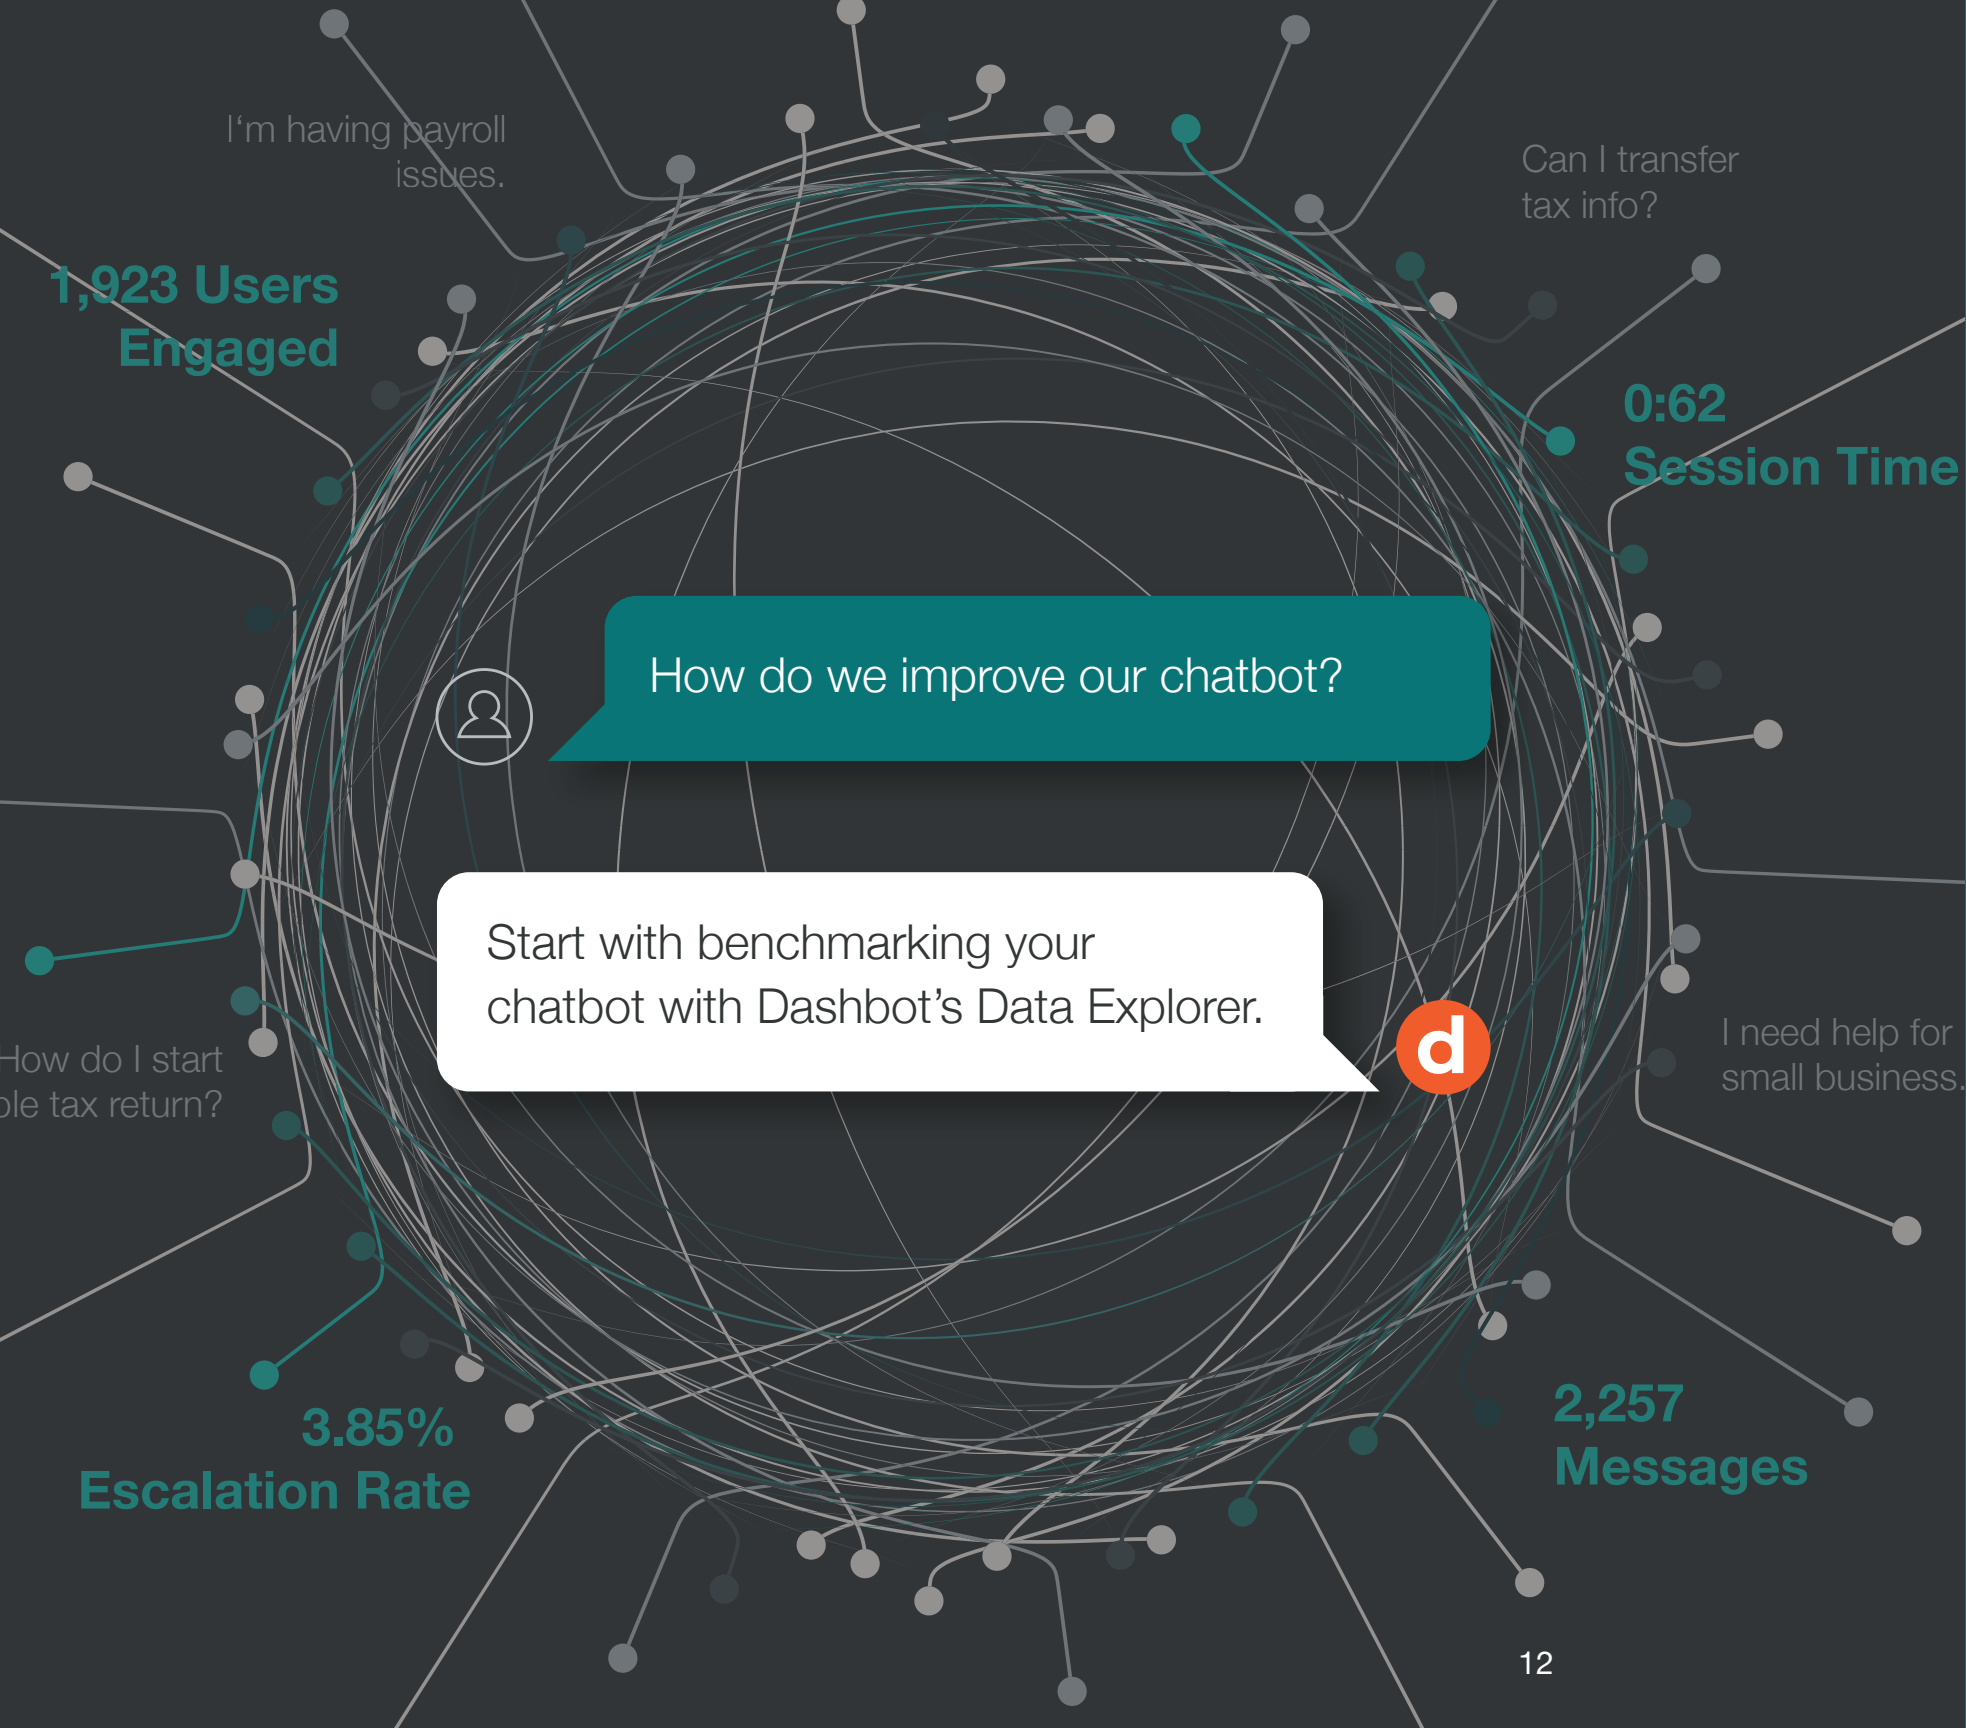 I‘m having payroll
issues.
Can I transfer
tax info?
1,923 Users
Engaged
0:62
Session Time
How do we improve our chatbot?
Start with benchmarking your
chatbot with Dashbot’s Data Explorer.
d
How do I start
tax return?
I need help for
small business.
3.85%
Escalation Rate
2,257
Messages
12